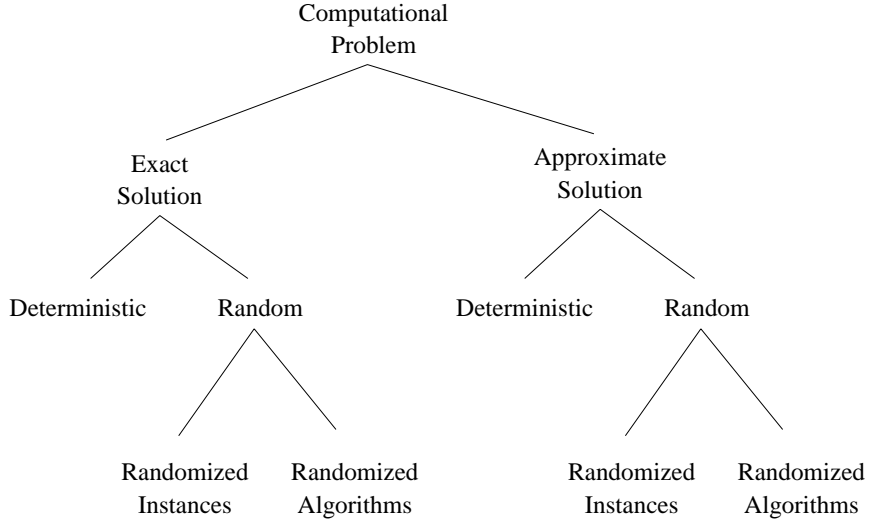 Computational
Problem
Exact
Solution
Approximate
Solution
Deterministic
Random
Deterministic
Random
Randomized
Instances
Randomized
Algorithms
Randomized
Instances
Randomized
Algorithms